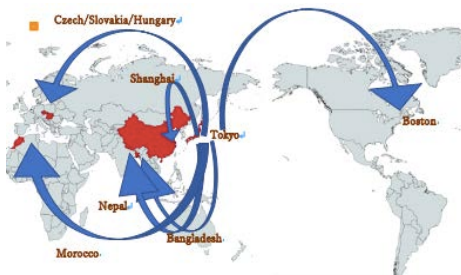 Czech/Slovakia/Hungary
Shanghai
Tokyo
Boston
Nepal
Bangladesh
Morocco